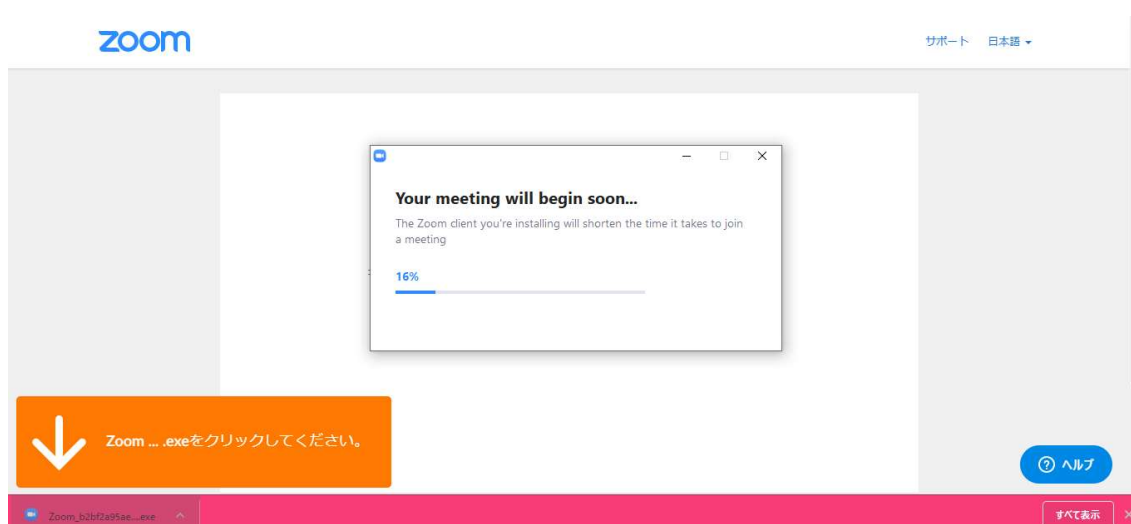 zoom
サポート 日本語
Your meeting will begin soon...
The Zoom client you're installing will shorten the time it takes to join
a meeting
16%
Zoom ... .exeをクリックしてください。
ヘルプ
Zoom_b2bf2a95ae....exe
すべて表示